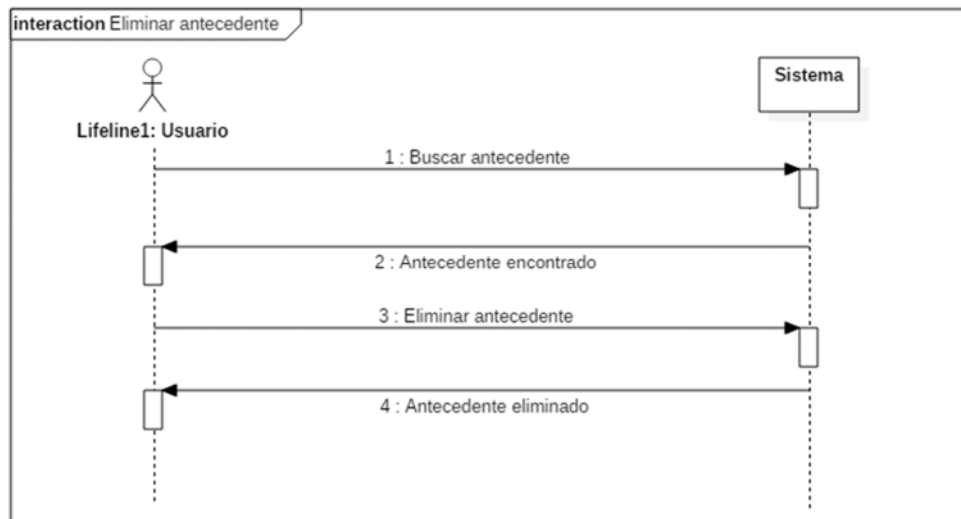 interaction Eliminar antecedente
Sistema
Lifeline1: Usuario
1 : Buscar antecedente
2 : Antecedente encontrado
3 : Eliminar antecedente
4 : Antecedente eliminado